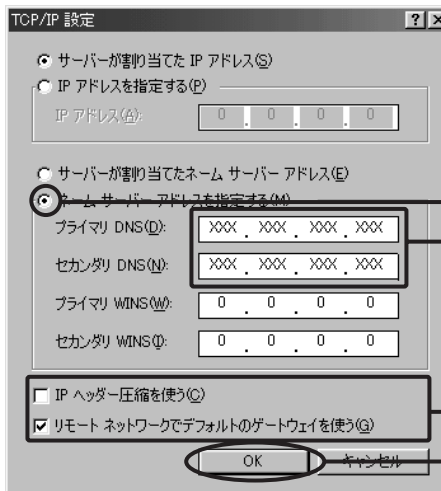 TCP/IP 設定
サーバーが割り当てた IP アドレス(S)
IP アドレスを指定する(P)
IP アドレス(A): 0 . 0 . 0 . 0
サーバーが割り当てたネーム サーバー アドレス(E)
ネーム サーバー アドレスを指定する(M)
プライマリ DNS(D): XXX . XXX . XXX . XXX
セカンダリ DNS(N): XXX . XXX . XXX . XXX
プライマリ WINS(W): 0 . 0 . 0 . 0
セカンダリ WINS(I): 0 . 0 . 0 . 0
IP ヘッダー圧縮を使う(C)
リモート ネットワークでデフォルトのゲートウェイを使う(G)
OK キャンセル